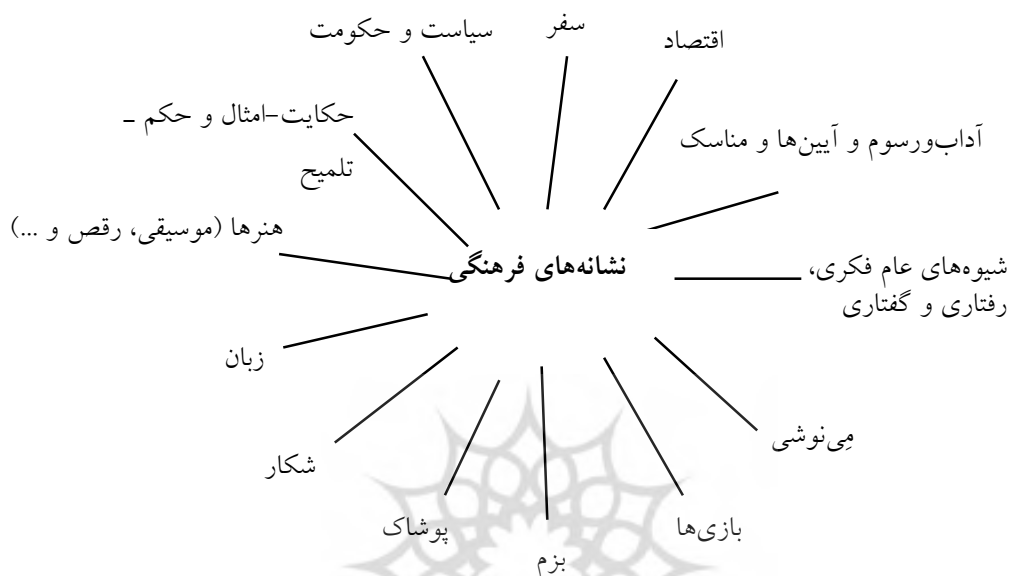 سیاست و حکومت
سفر
اقتصاد
حکایت-امثال و حکم -
تلمیح
آداب‌ورسوم و آیین‌ها و مناسک
هنرها (موسیقی، رقص و ...)
نشانه‌های فرهنگی
شیوه‌های عام فکری،
رفتاری و گفتاری
زبان
مِی‌نوشی
شکار
پوشاک
بازی‌ها
بزم